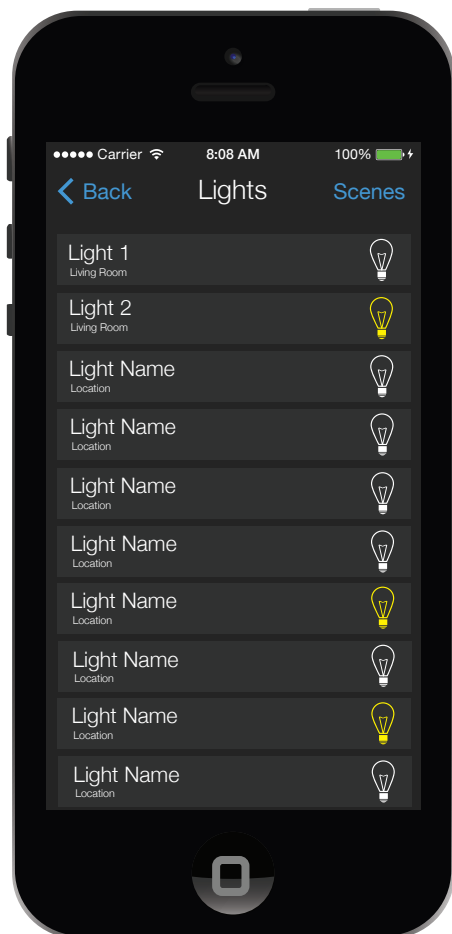 Carrier 8:08 AM 100%
Back Lights Scenes
Light 1
Living Room
Light 2
Living Room
Light Name
Location
Light Name
Location
Light Name
Location
Light Name
Location
Light Name
Location
Light Name
Location
Light Name
Location
Light Name
Location